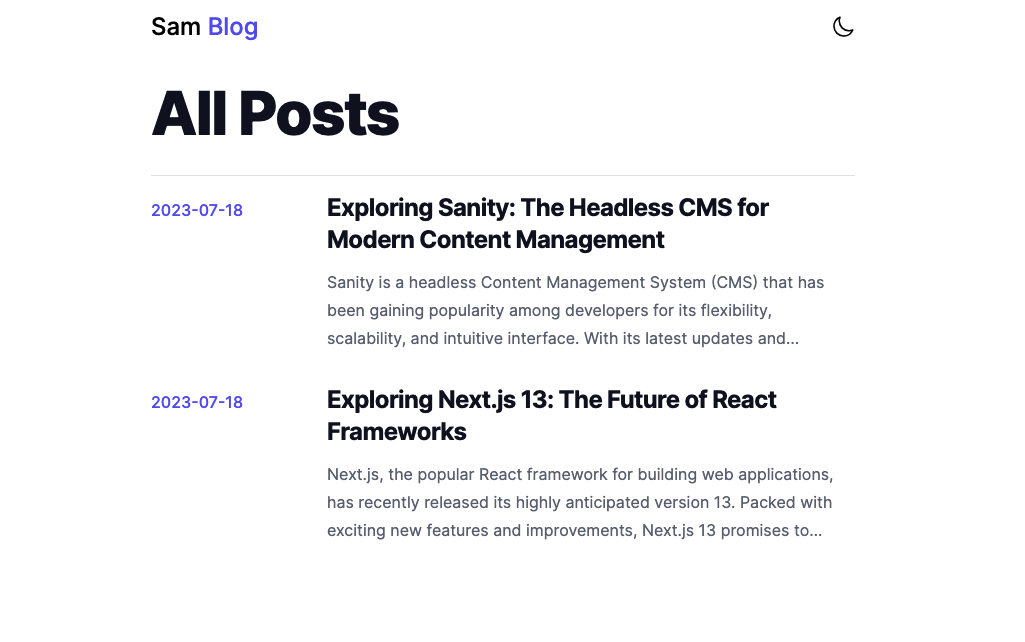 Sam Blog
All Posts
2023-07-18
Exploring Sanity: The Headless CMS for
Modern Content Management
Sanity is a headless Content Management System (CMS) that has
been gaining popularity among developers for its flexibility,
scalability, and intuitive interface. With its latest updates and...
2023-07-18
Exploring Next.js 13: The Future of React
Frameworks
Next.js, the popular React framework for building web applications,
has recently released its highly anticipated version 13. Packed with
exciting new features and improvements, Next.js 13 promises to...